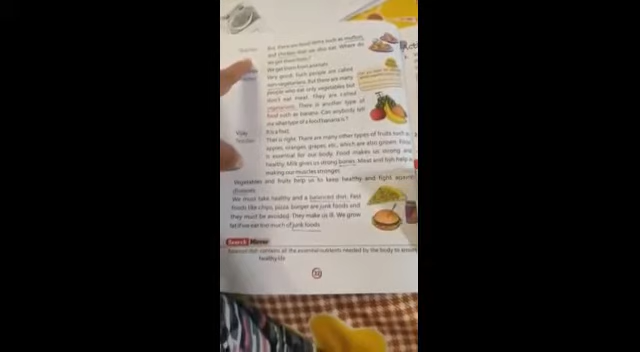 But there are food items such as mutton
and chicken that we also eat. Where do
we get them from?
We get them from animals.
Very good. Such people are called
non-vegetarians. But there are many
people who eat only vegetables but
don't eat meat. They are called
vegetarians. There is another type of
food such as banana. Can anybody tell
me what type of a food banana is?
It's a fruit.
Teacher
That is right. There are many other types of fruits such as
apples, oranges, grapes, etc., which are also grown. Food
is essential for our body. Food makes us strong and
healthy. Milk gives us strong bones. Meat and fish help in
making our muscles stronger.
Vegetables and fruits help us to keep healthy and fight against
diseases.
We must take healthy and a balanced diet. Fast
foods like chips, pizza, burger are junk foods and
they must be avoided. They make us ill. We grow
fat if we eat too much of junk foods.
Balanced diet contains all the essential nutrients needed by the body to
healthy life